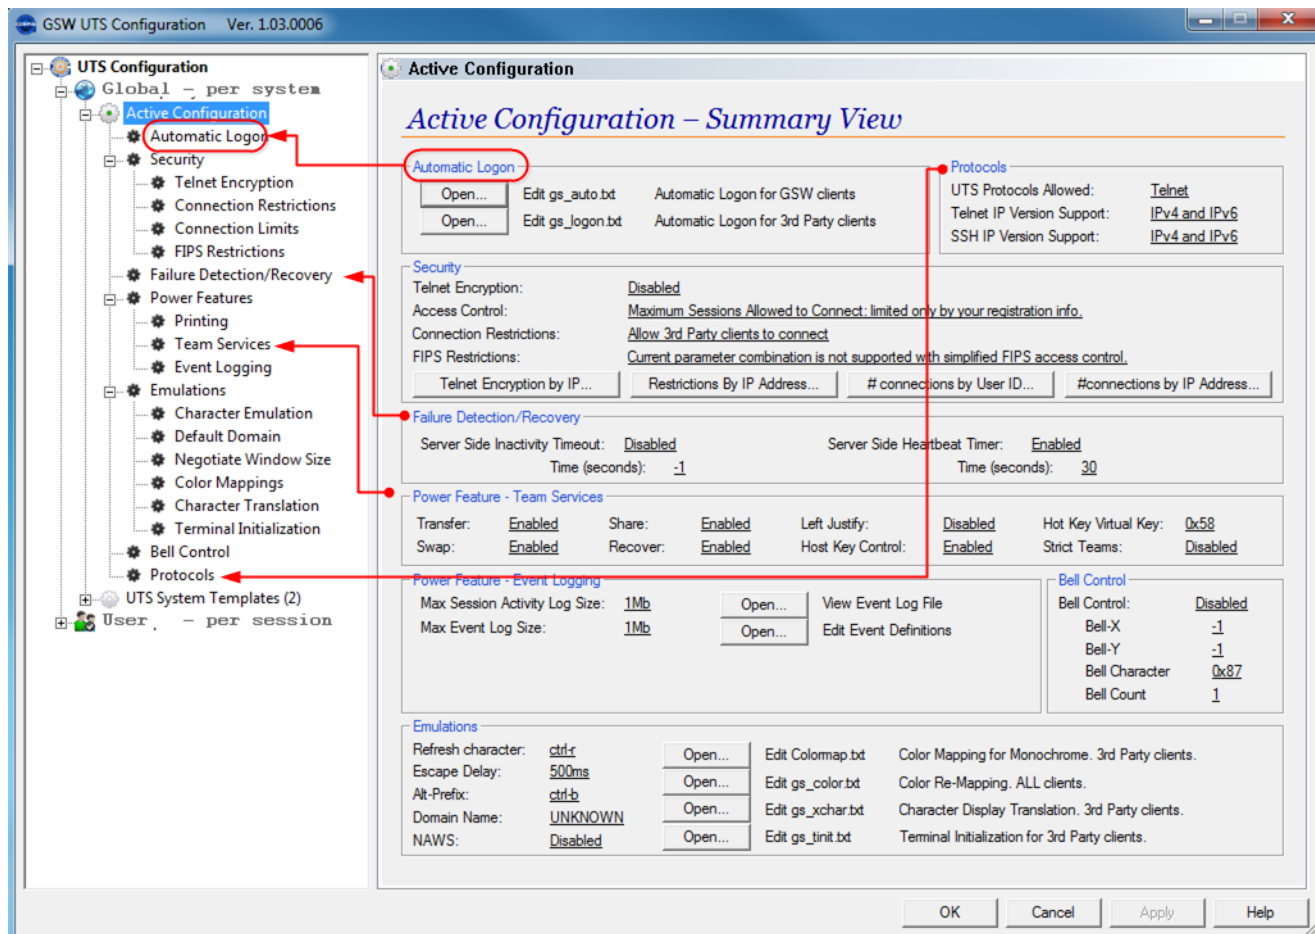 GSW UTS Configuration Ver. 1.03.0006
UTS Configuration
Global - per system
Active Configuration
Automatic Logon
Security
Telnet Encryption
Connection Restrictions
Connection Limits
FIPS Restrictions
Failure Detection/Recovery
Power Features
Printing
Team Services
Event Logging
Emulations
Character Emulation
Default Domain
Negotiate Window Size
Color Mappings
Character Translation
Terminal Initialization
Bell Control
Protocols
UTS System Templates (2)
User - per session
Active Configuration
Active Configuration – Summary View
Automatic Logon
Open... Edit gs_auto.txt Automatic Logon for GSW clients
Open... Edit gs_logon.txt Automatic Logon for 3rd Party clients
Protocols
UTS Protocols Allowed: Telnet
Telnet IP Version Support: IPv4 and IPv6
SSH IP Version Support: IPv4 and IPv6
Security
Telnet Encryption: Disabled
Access Control: Maximum Sessions Allowed to Connect: limited only by your registration info.
Connection Restrictions: Allow 3rd Party clients to connect
FIPS Restrictions: Current parameter combination is not supported with simplified FIPS access control.
Telnet Encryption by IP... Restrictions By IP Address... # connections by User ID... #connections by IP Address...
Failure Detection/Recovery
Server Side Inactivity Timeout: Disabled Server Side Heartbeat Timer: Enabled
Time (seconds): -1 Time (seconds): 30
Power Feature - Team Services
Transfer: Enabled Share: Enabled Left Justify: Disabled Hot Key Virtual Key: 0x58
Swap: Enabled Recover: Enabled Host Key Control: Enabled Strict Teams: Disabled
Power Feature - Event Logging
Max Session Activity Log Size: 1Mb Open... View Event Log File
Max Event Log Size: 1Mb Open... Edit Event Definitions
Bell Control
Bell Control: Disabled
Bell-X -1
Bell-Y -1
Bell Character 0x87
Bell Count 1
Emulations
Refresh character: ctrl-r Open... Edit Colormap.txt Color Mapping for Monochrome. 3rd Party clients.
Escape Delay: 500ms Open... Edit gs_color.txt Color Re-Mapping. ALL clients.
Alt-Prefix: ctrl-b Open... Edit gs_xchar.txt Character Display Translation. 3rd Party clients.
Domain Name: UNKNOWN Open... Edit gs_tinit.txt Terminal Initialization for 3rd Party clients.
NAWS: Disabled
OK Cancel Apply Help